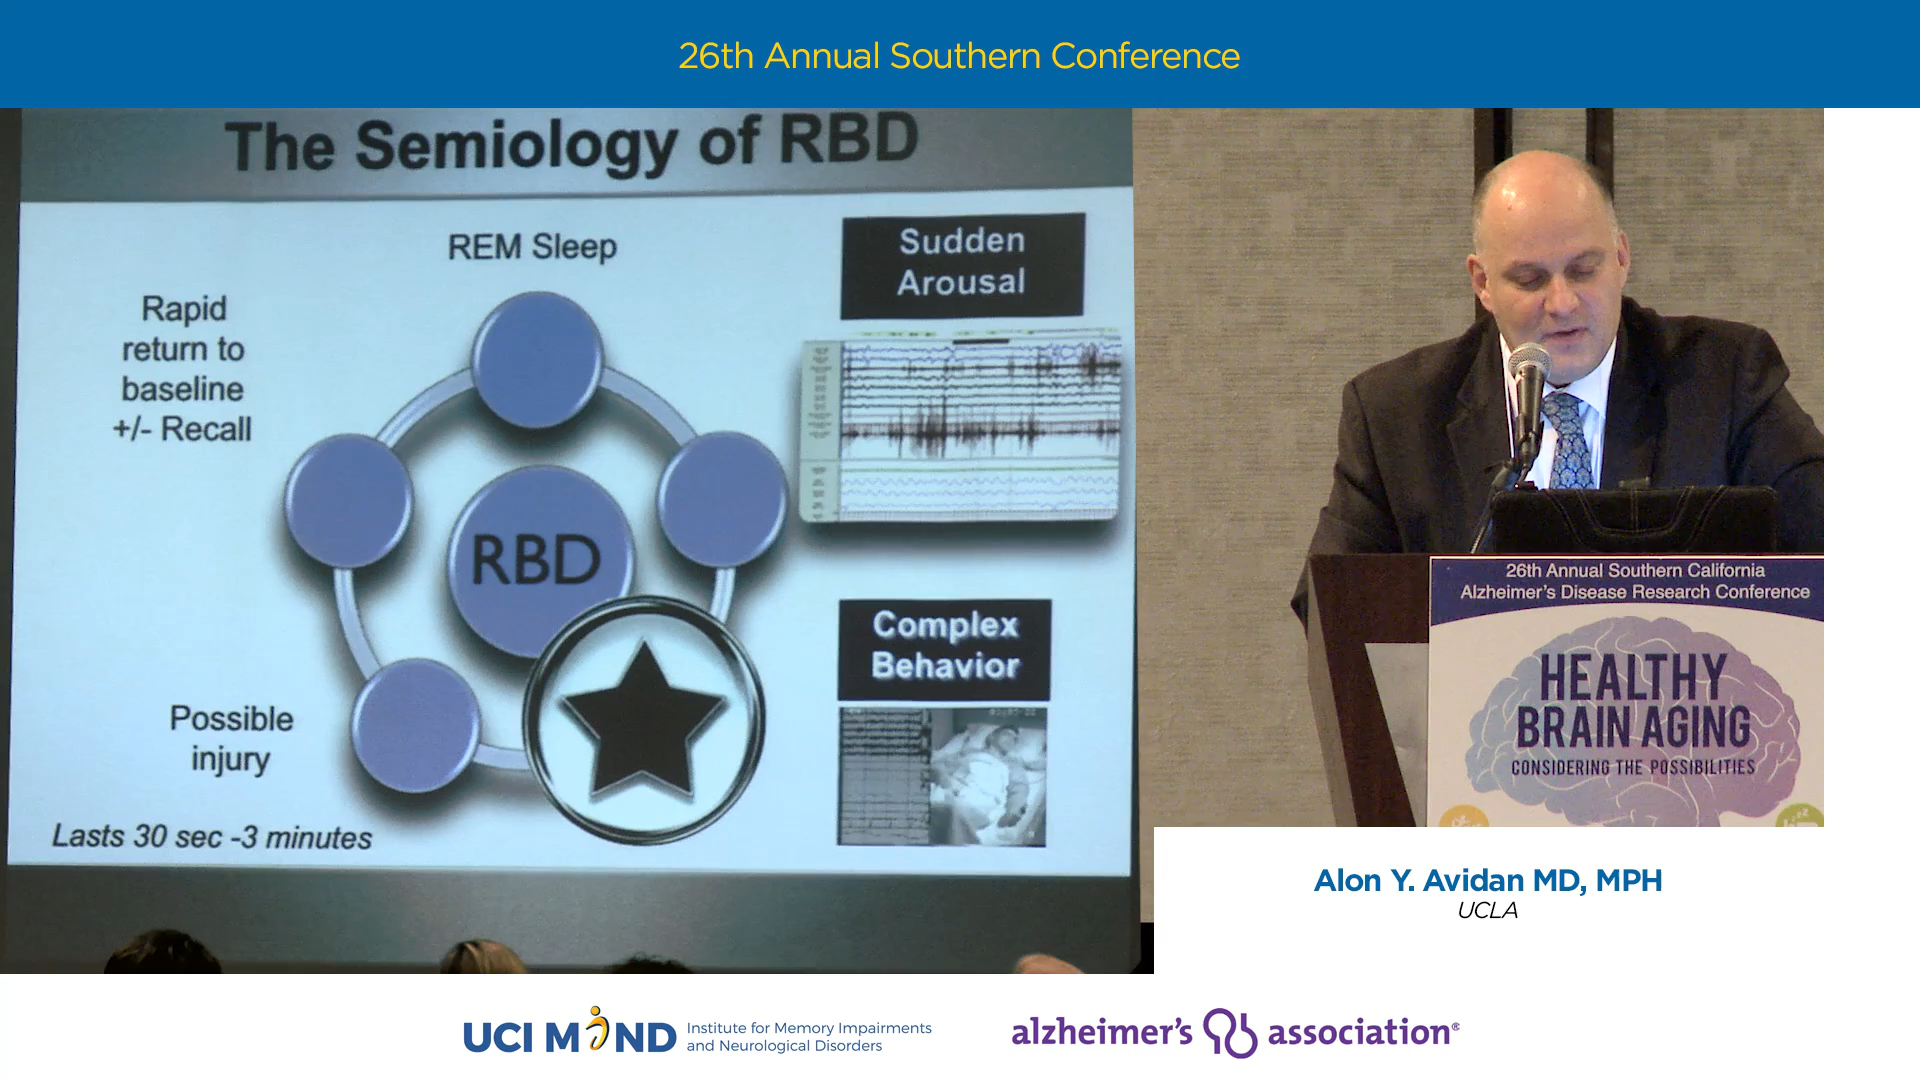 26th Annual Southern Conference
The Semiology of RBD
REM Sleep
Sudden
Arousal
Rapid
return to
baseline
+/- Recall
RBD
Complex
Behavior
Possible
injury
Lasts 30 sec -3 minutes
26th Annual Southern California
Alzheimer's Disease Research Conference
HEALTHY
BRAIN AGING
CONSIDERING THE POSSIBILITIES
Alon Y. Avidan MD, MPH
UCLA
UCI MIND
Institute for Memory Impairments
and Neurological Disorders
alzheimer's association®